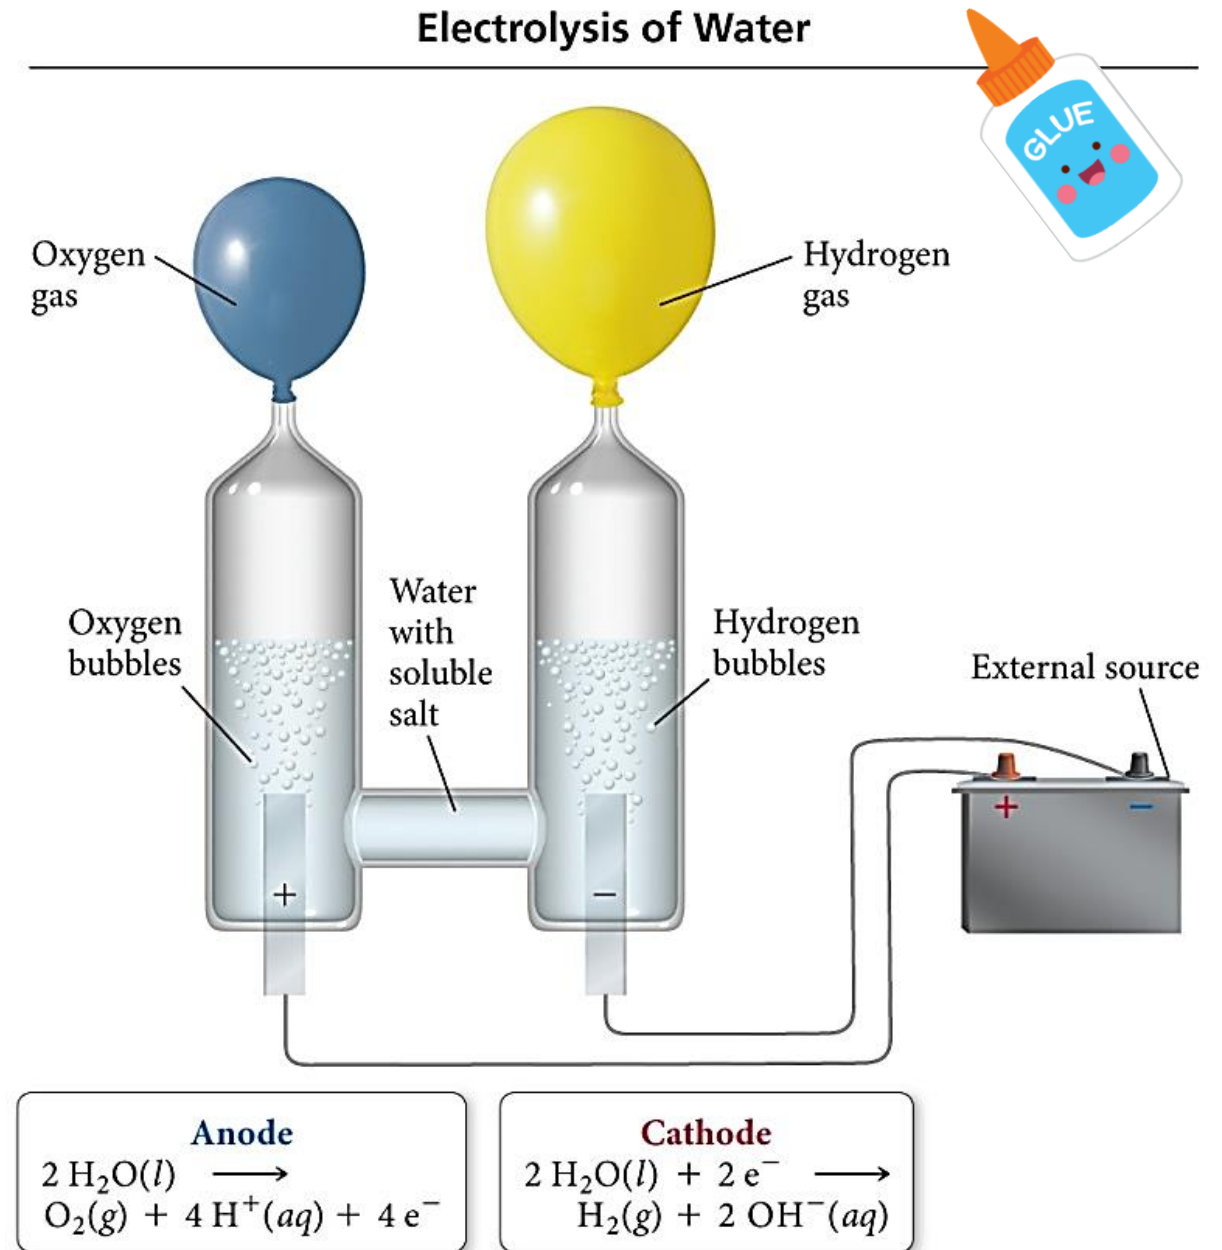 Electrolysis of Water
GLUE
Oxygen
gas
Hydrogen
gas
Water
with
soluble
salt
Oxygen
bubbles
Hydrogen
bubbles
External source
+
−
+
−
Anode
2 H₂O(l) ⟶
O₂(g) + 4 H⁺(aq) + 4 e⁻
Cathode
2 H₂O(l) + 2 e⁻ ⟶
H₂(g) + 2 OH⁻(aq)